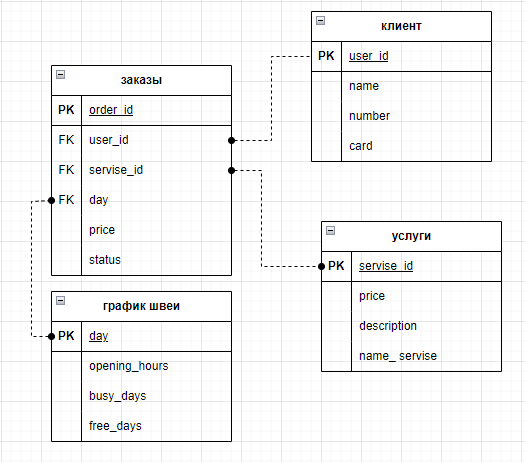 клиент
PK user_id
name
number
card
заказы
PK order_id
FK user_id
FK servise_id
FK day
price
status
услуги
PK servise_id
price
description
name_ servise
график швеи
PK day
opening_hours
busy_days
free_days